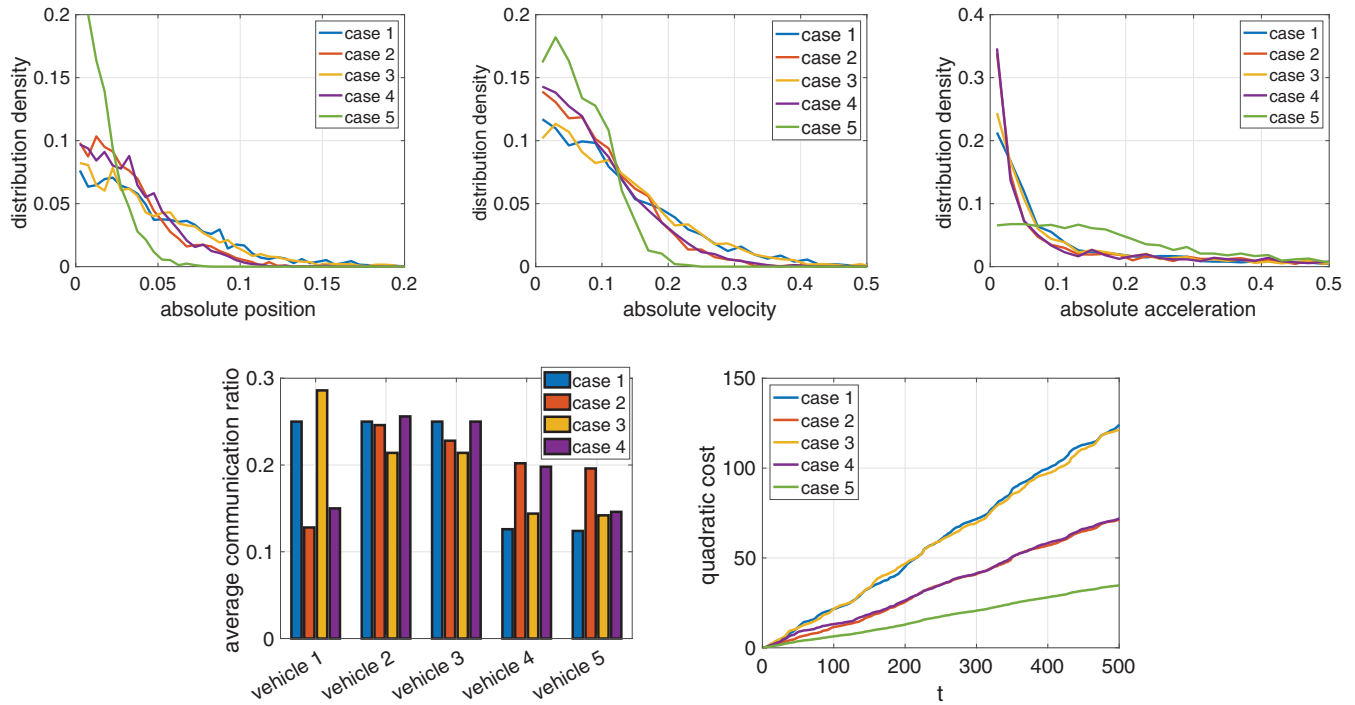 0.2
0.15
0.1
0.05
0
distribution density
case 1
case 2
case 3
case 4
case 5
0
0.05
0.1
0.15
0.2
absolute position
0.2
0.15
0.1
0.05
0
distribution density
case 1
case 2
case 3
case 4
case 5
0
0.1
0.2
0.3
0.4
0.5
absolute velocity
0.4
0.3
0.2
0.1
0
distribution density
case 1
case 2
case 3
case 4
case 5
0
0.1
0.2
0.3
0.4
0.5
absolute acceleration
0.3
0.2
0.1
0
average communication ratio
case 1
case 2
case 3
case 4
vehicle 1
vehicle 2
vehicle 3
vehicle 4
vehicle 5
150
100
50
0
quadratic cost
case 1
case 2
case 3
case 4
case 5
0
100
200
300
400
500
t